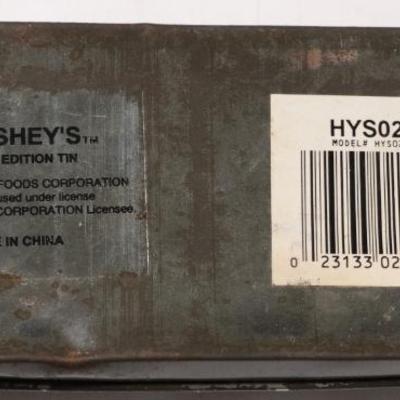 SHEY'S™
EDITION TIN
FOODS CORPORATION
used under license
CORPORATION Licensee.
E IN CHINA
HYS02
MODEL# HYS02
0 23133 02